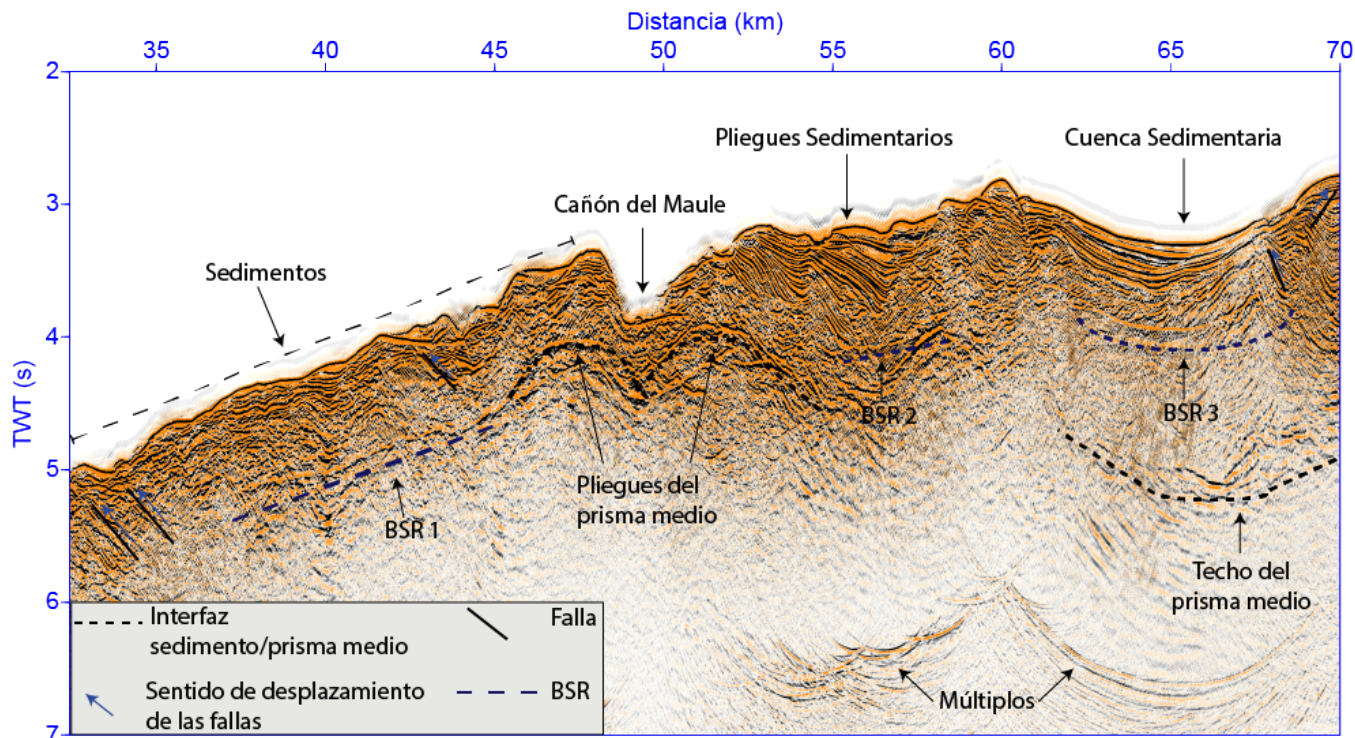 Distancia (km)
35 40 45 50 55 60 65 70
2
3
4
5
6
7
TWT (s)
Pliegues Sedimentarios
Cuenca Sedimentaria
Cañón del Maule
Sedimentos
BSR 1
Pliegues del
prisma medio
BSR 2
BSR 3
Techo del
prisma medio
Múltiplos
Interfaz
sedimento/prisma medio
Falla
Sentido de desplazamiento
de las fallas
BSR